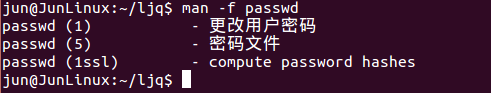 jun@JunLinux:~/ljq$ man -f passwd
passwd (1)           - 更改用户密码
passwd (5)           - 密码文件
passwd (1ssl)        - compute password hashes
jun@JunLinux:~/ljq$